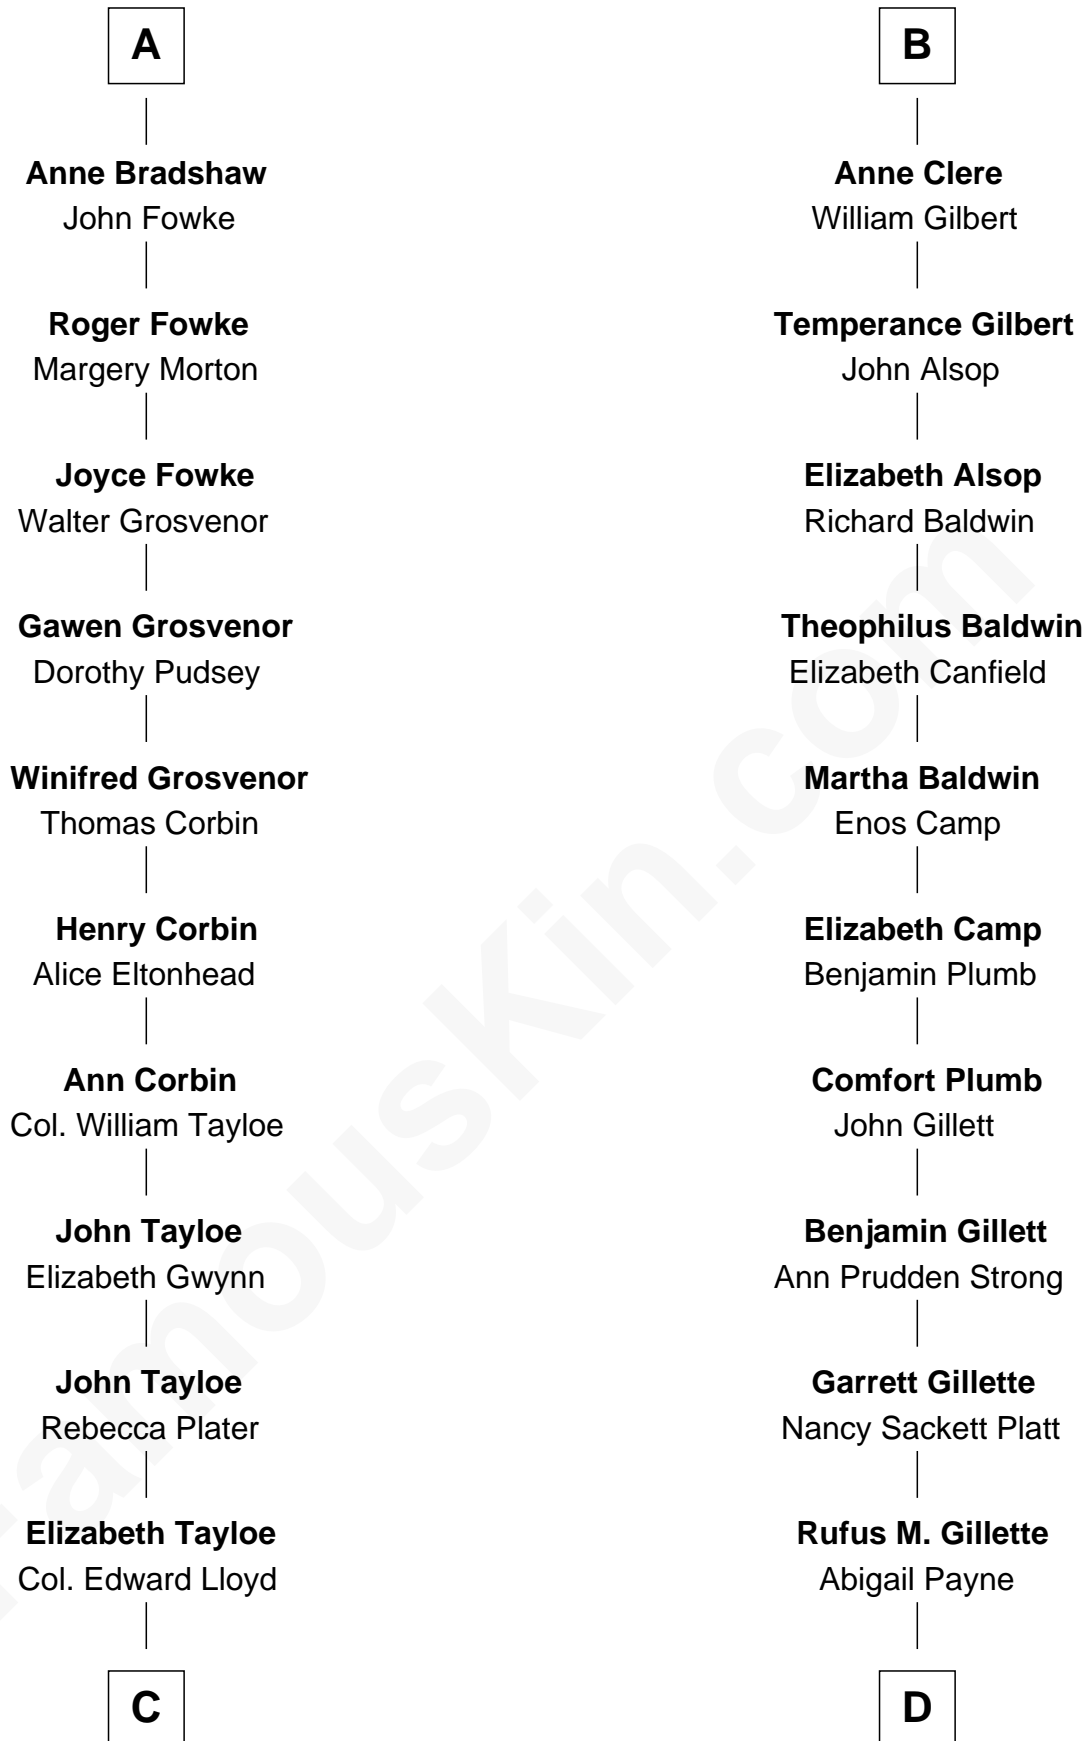 A
Anne Bradshaw
John Fowke
Roger Fowke
Margery Morton
Joyce Fowke
Walter Grosvenor
Gawen Grosvenor
Dorothy Pudsey
Winifred Grosvenor
Thomas Corbin
Henry Corbin
Alice Eltonhead
Ann Corbin
Col. William Tayloe
John Tayloe
Elizabeth Gwynn
John Tayloe
Rebecca Plater
Elizabeth Tayloe
Col. Edward Lloyd
C
B
Anne Clere
William Gilbert
Temperance Gilbert
John Alsop
Elizabeth Alsop
Richard Baldwin
Theophilus Baldwin
Elizabeth Canfield
Martha Baldwin
Enos Camp
Elizabeth Camp
Benjamin Plumb
Comfort Plumb
John Gillett
Benjamin Gillett
Ann Prudden Strong
Garrett Gillette
Nancy Sackett Platt
Rufus M. Gillette
Abigail Payne
D
FamousKin.com